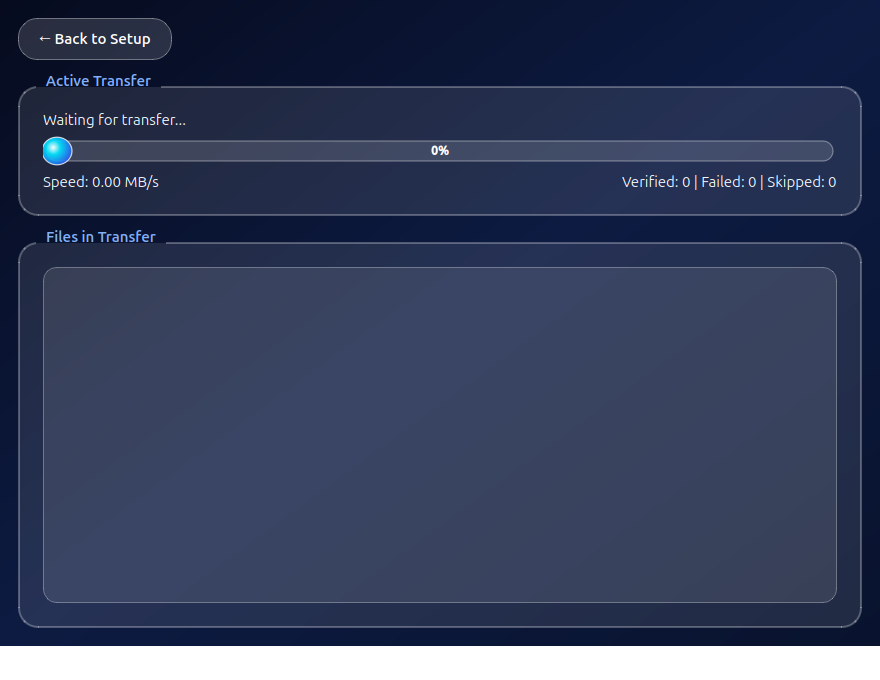 ← Back to Setup
Active Transfer
Waiting for transfer...
0%
Speed: 0.00 MB/s
Verified: 0 | Failed: 0 | Skipped: 0
Files in Transfer